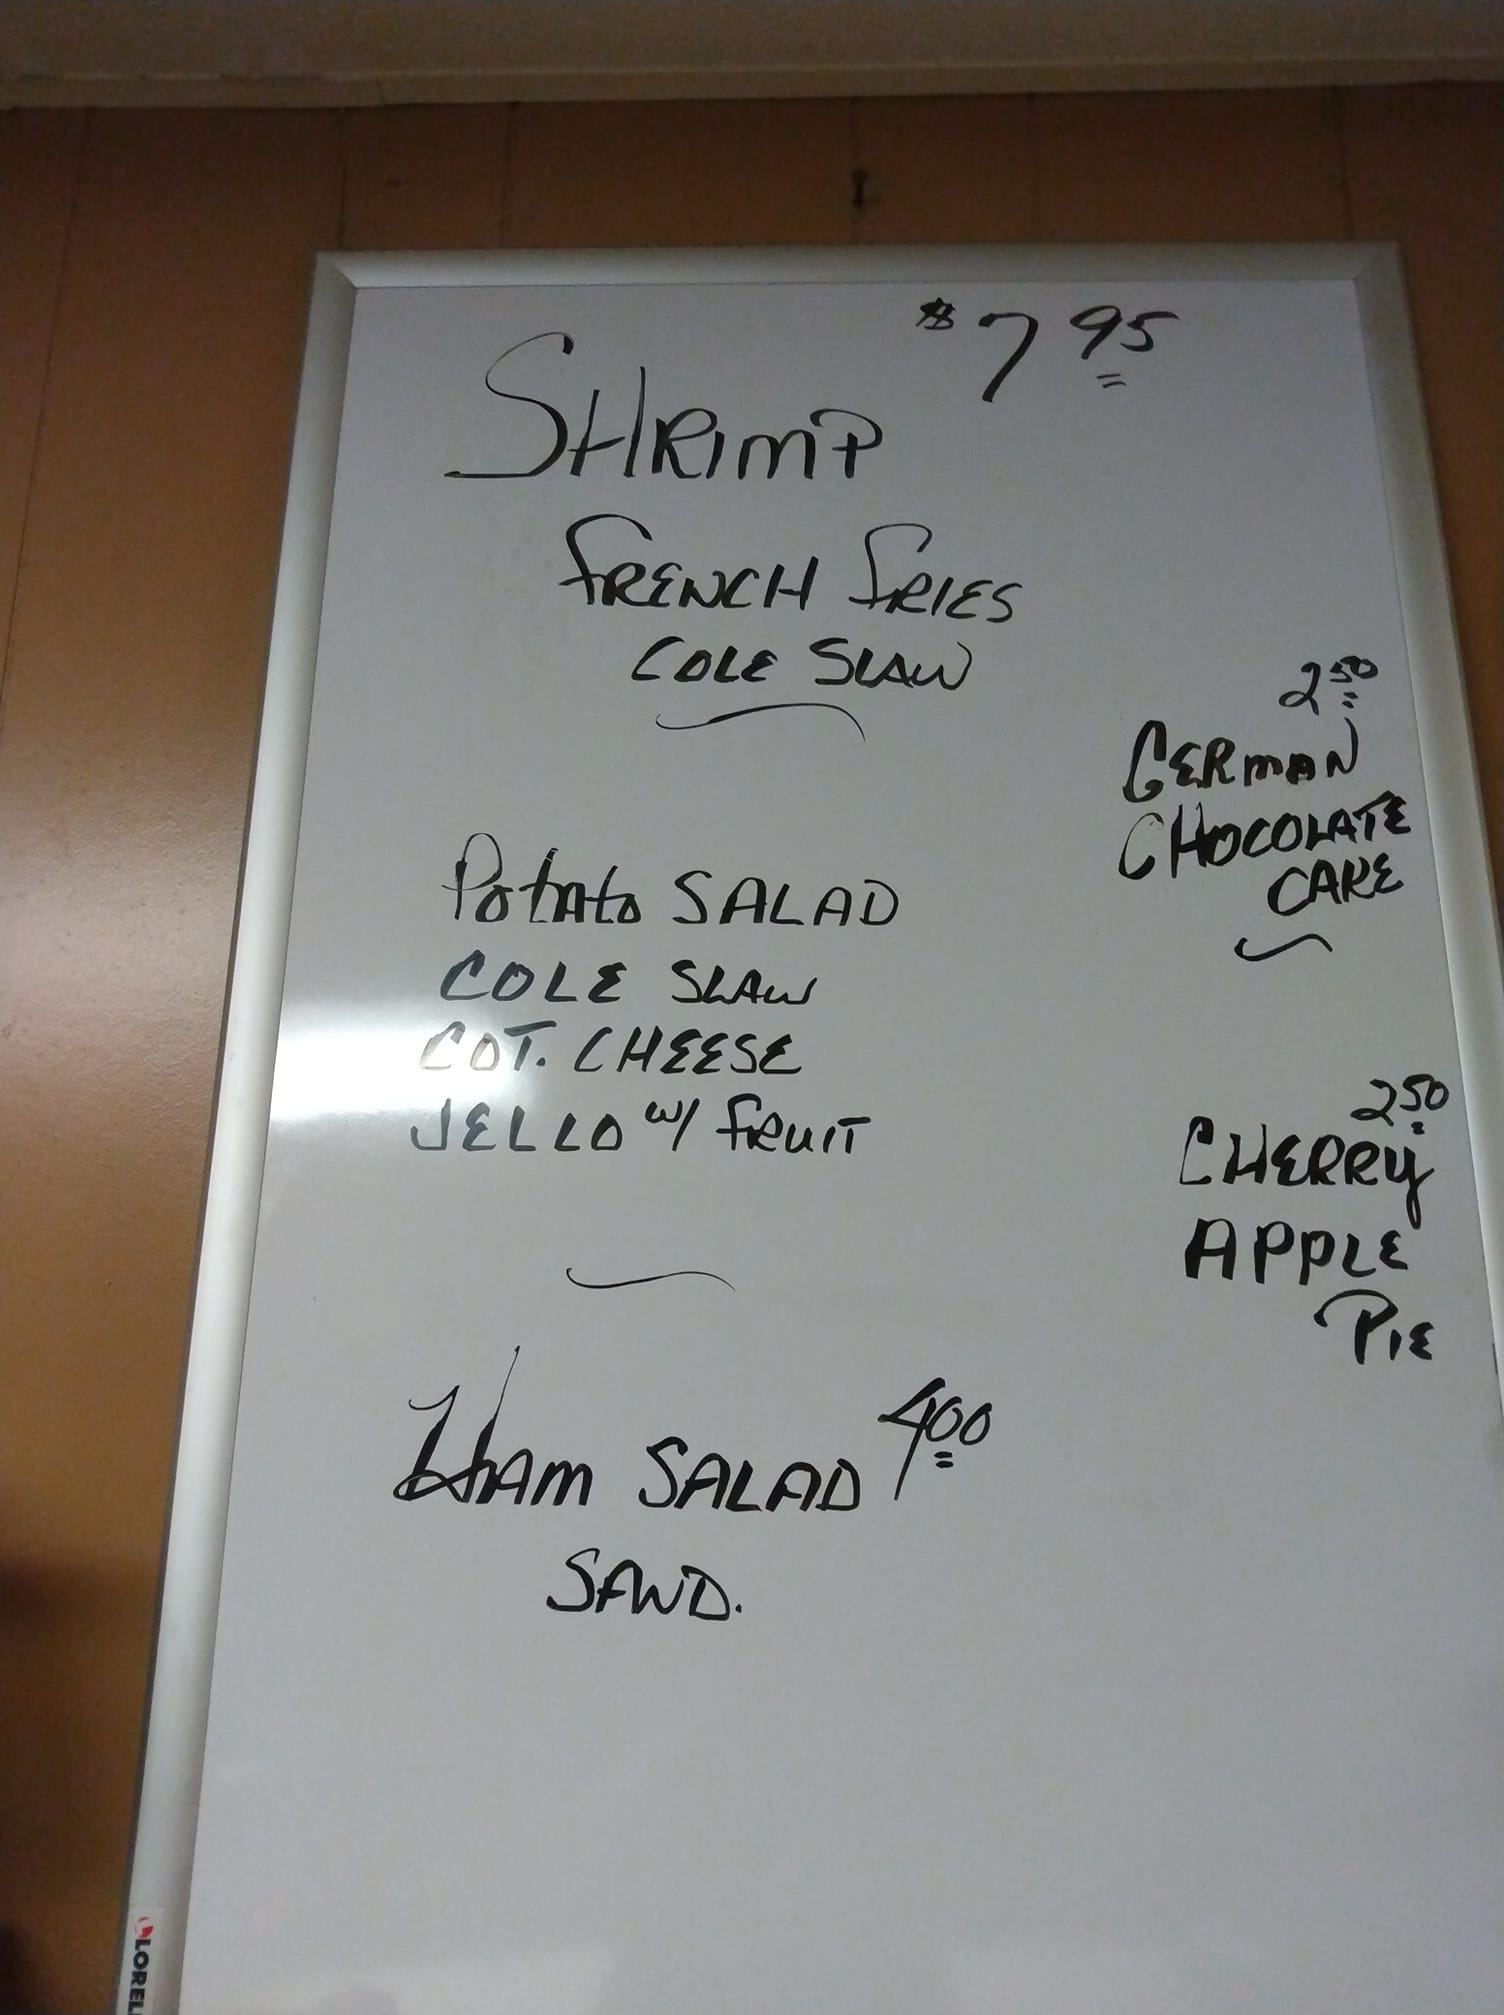 $7 95
SHRIMP
FRENCH FRIES
COLE SLAW
Potato SALAD
COLE SLAW
COT. CHEESE
JELLO w/ FRUIT
HAM SALAD 4 00
SAND.
2 50
GERMAN
CHOCOLATE
CAKE
2 50
CHERRY
APPLE
PIE
LOREL